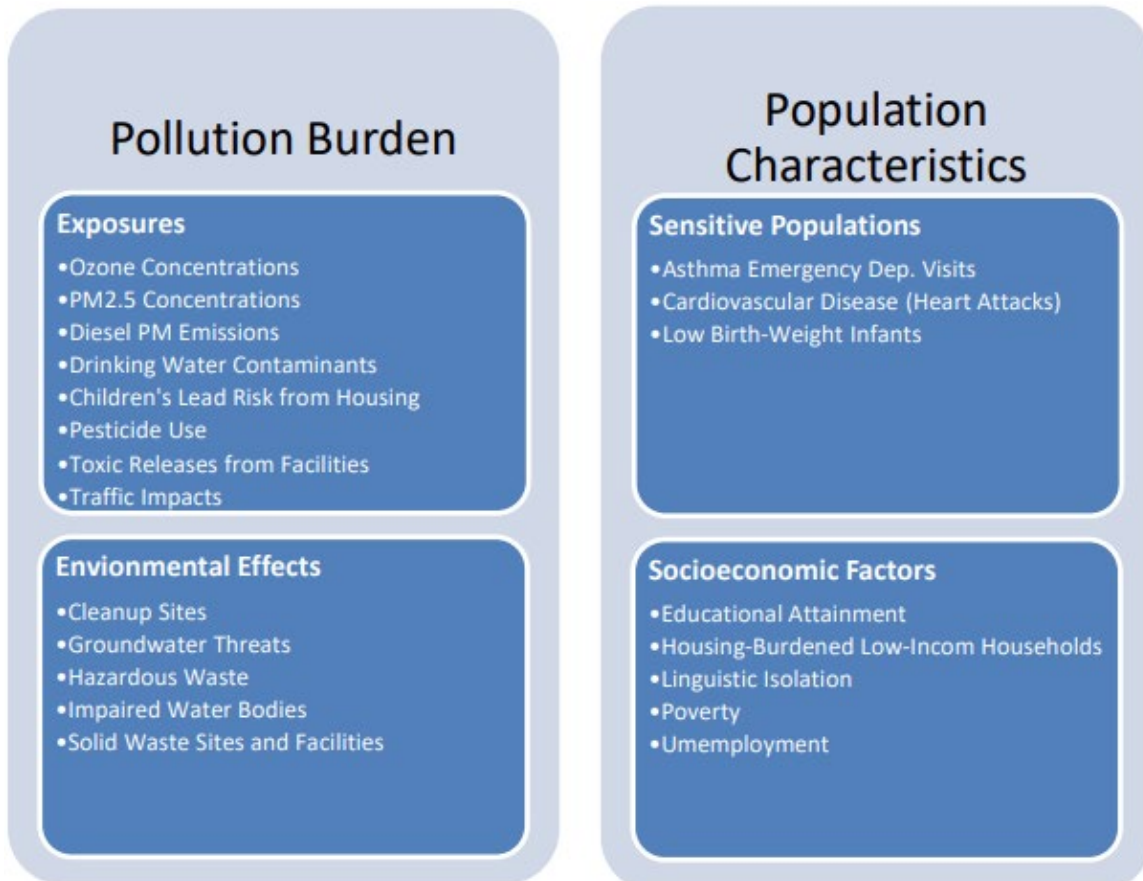 Pollution Burden
Exposures
•Ozone Concentrations
•PM2.5 Concentrations
•Diesel PM Emissions
•Drinking Water Contaminants
•Children's Lead Risk from Housing
•Pesticide Use
•Toxic Releases from Facilities
•Traffic Impacts
Envionmental Effects
•Cleanup Sites
•Groundwater Threats
•Hazardous Waste
•Impaired Water Bodies
•Solid Waste Sites and Facilities
Population
Characteristics
Sensitive Populations
•Asthma Emergency Dep. Visits
•Cardiovascular Disease (Heart Attacks)
•Low Birth-Weight Infants
Socioeconomic Factors
•Educational Attainment
•Housing-Burdened Low-Incom Households
•Linguistic Isolation
•Poverty
•Umemployment